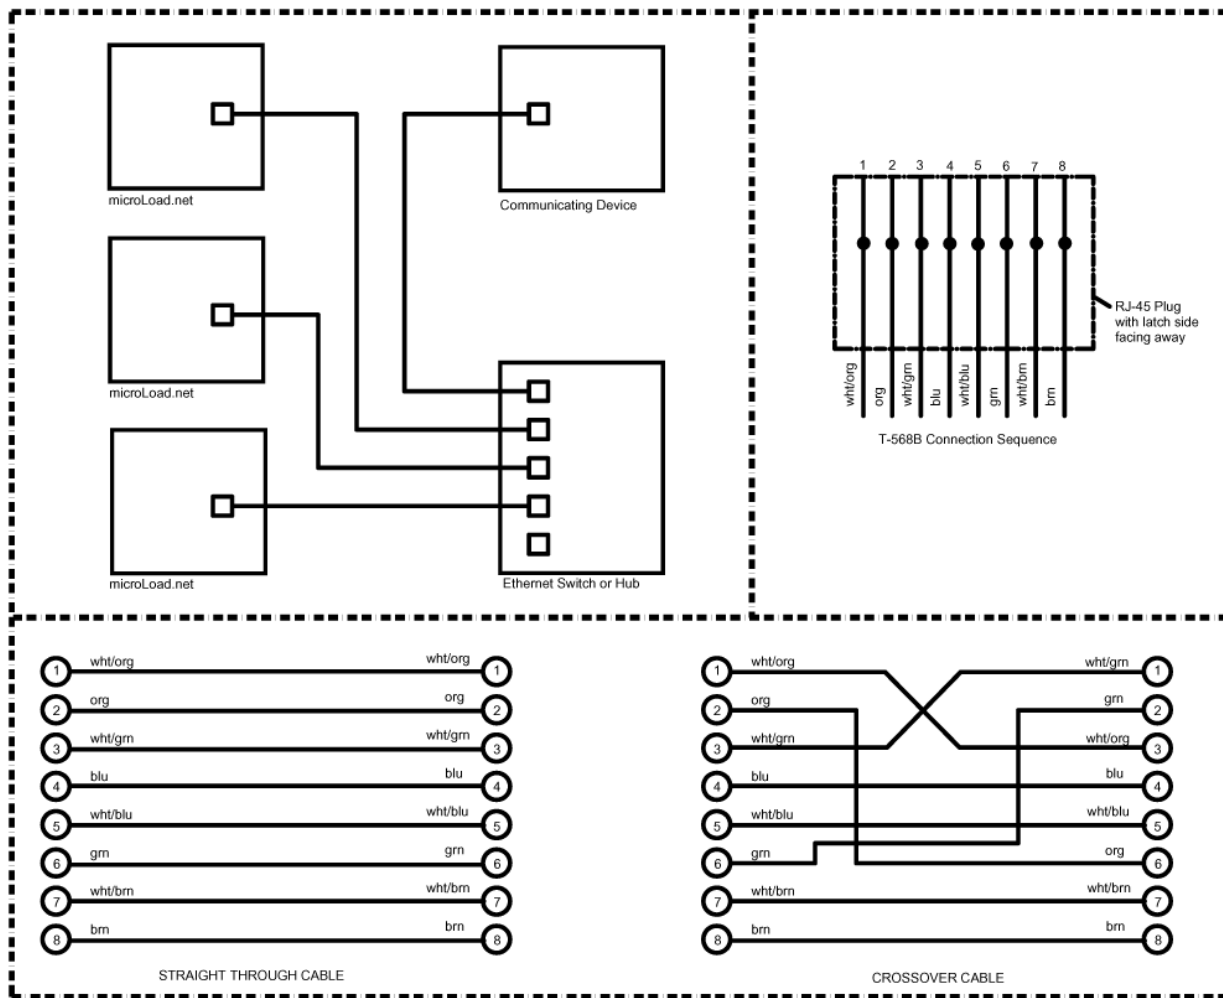 microLoad.net
Communicating Device
microLoad.net
microLoad.net
Ethernet Switch or Hub
1 2 3 4 5 6 7 8
RJ-45 Plug
with latch side
facing away
wht/org
org
wht/grn
blu
wht/blu
grn
wht/brn
brn
T-568B Connection Sequence
1 wht/org wht/org 1
2 org org 2
3 wht/grn wht/grn 3
4 blu blu 4
5 wht/blu wht/blu 5
6 grn grn 6
7 wht/brn wht/brn 7
8 brn brn 8
STRAIGHT THROUGH CABLE
1 wht/org wht/grn 1
2 org grn 2
3 wht/grn wht/org 3
4 blu blu 4
5 wht/blu wht/blu 5
6 grn org 6
7 wht/brn wht/brn 7
8 brn brn 8
CROSSOVER CABLE